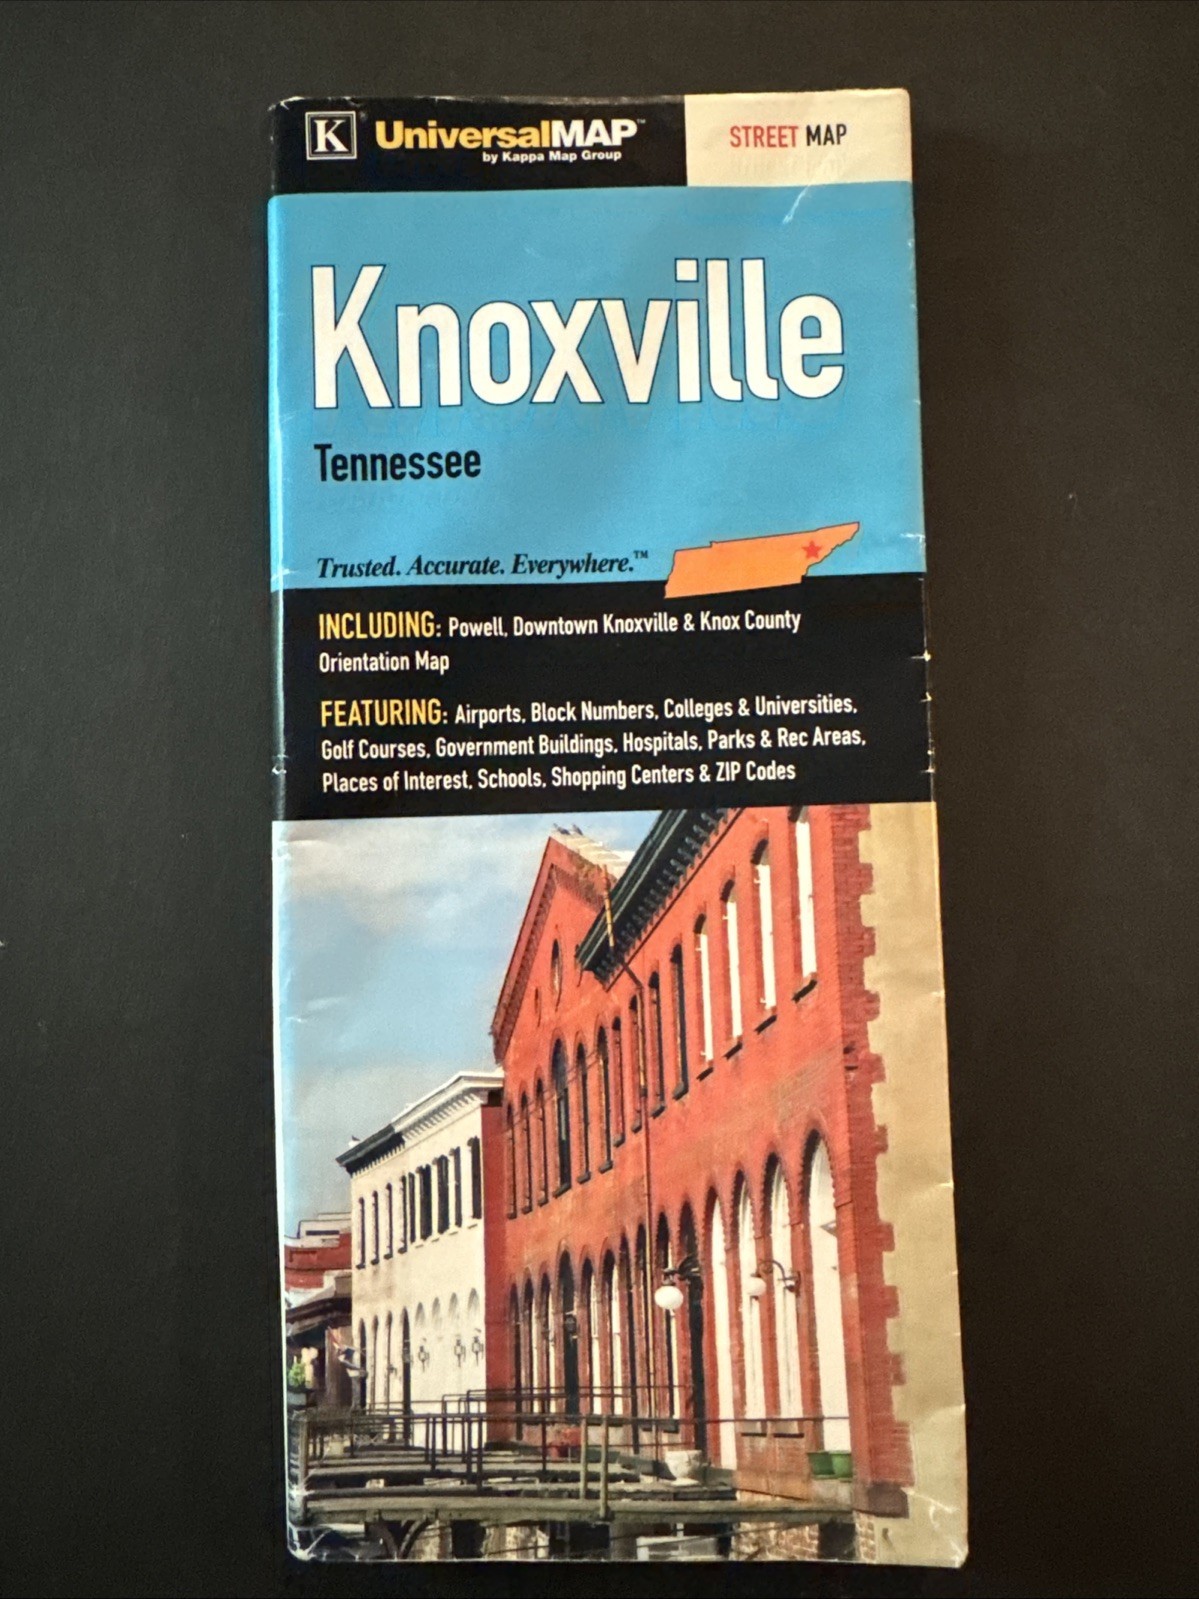 K UniversalMAP™
by Kappa Map Group
STREET MAP
Knoxville
Tennessee
Trusted. Accurate. Everywhere.™
INCLUDING: Powell, Downtown Knoxville & Knox County
Orientation Map
FEATURING: Airports, Block Numbers, Colleges & Universities,
Golf Courses, Government Buildings, Hospitals, Parks & Rec Areas,
Places of Interest, Schools, Shopping Centers & ZIP Codes